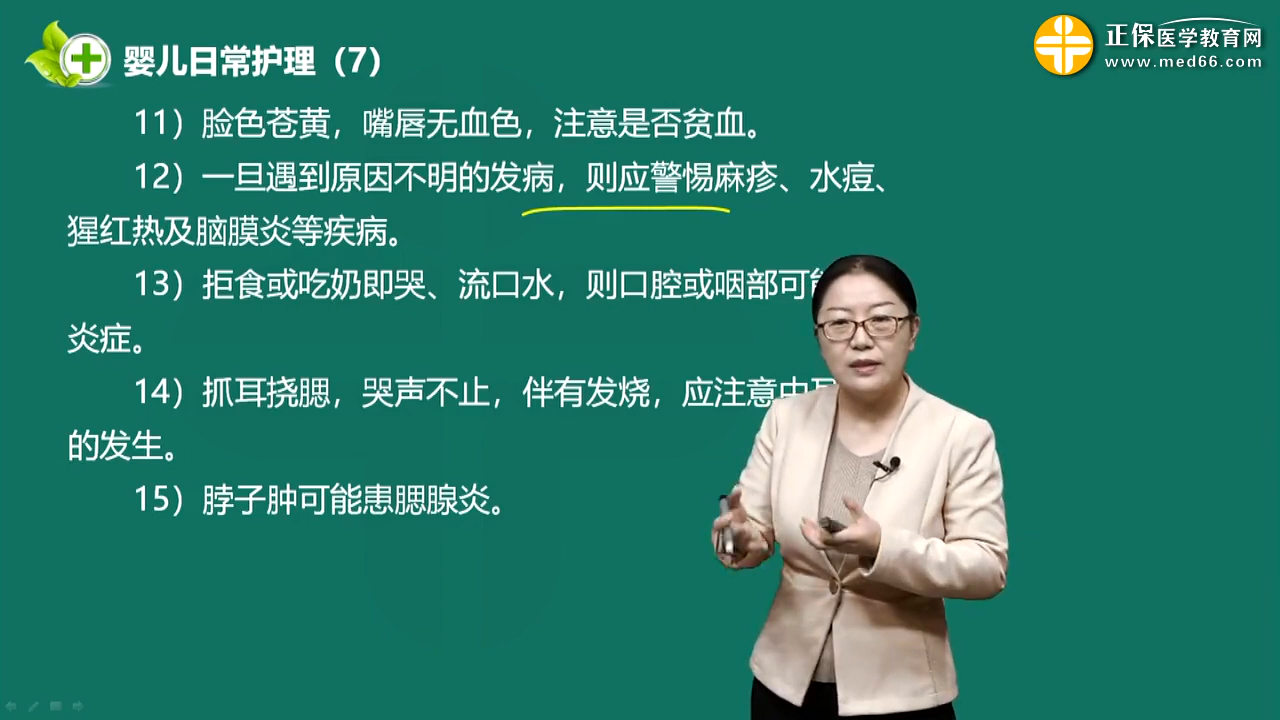 婴儿日常护理（7）
正保医学教育网
www.med66.com
11）脸色苍黄，嘴唇无血色，注意是否贫血。
12）一旦遇到原因不明的发病，则应警惕麻疹、水痘、
猩红热及脑膜炎等疾病。
13）拒食或吃奶即哭、流口水，则口腔或咽部可能
炎症。
14）抓耳挠腮，哭声不止，伴有发烧，应注意中
的发生。
15）脖子肿可能患腮腺炎。